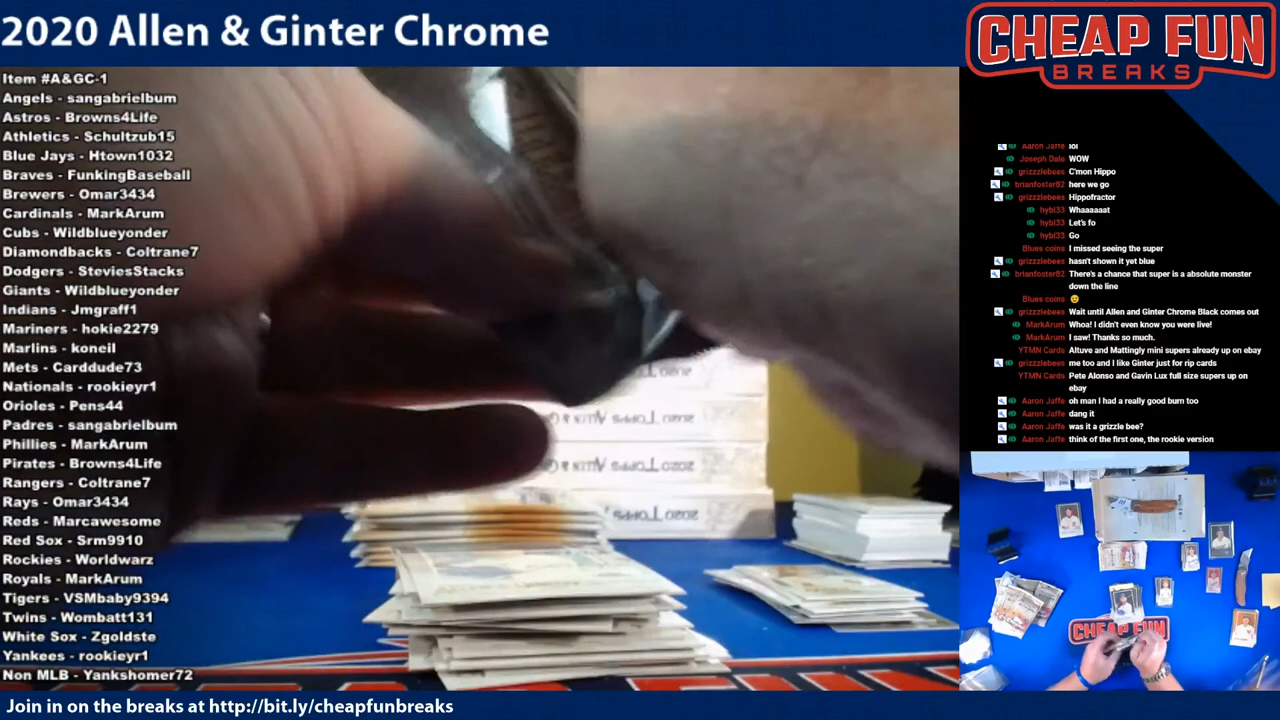 2020 Allen & Ginter Chrome
CHEAP FUN
BREAKS
Item #A&GC-1
Angels - sangabrielbum
Astros - Browns4Life
Athletics - Schultzub15
Blue Jays - Htown1032
Braves - FunkingBaseball
Brewers - Omar3434
Cardinals - MarkArum
Cubs - Wildblueyonder
Diamondbacks - Coltrane7
Dodgers - SteviesStacks
Giants - Wildblueyonder
Indians - Jmgraff1
Mariners - hokie2279
Marlins - koneil
Mets - Carddude73
Nationals - rookieyr1
Orioles - Pens44
Padres - sangabrielbum
Phillies - MarkArum
Pirates - Browns4Life
Rangers - Coltrane7
Rays - Omar3434
Reds - Marcawesome
Red Sox - Srm9910
Rockies - Worldwarz
Royals - MarkArum
Tigers - VSMbaby9394
Twins - Wombatt131
White Sox - Zgoldste
Yankees - rookieyr1
Non MLB - Yankshomer72
2020 TOPPS ALLEN & G
2020 TOPPS
Aaron Jaffe lol
Joseph Dale WOW
grizzzlebees C'mon Hippo
brianfoster82 here we go
grizzzlebees Hippofractor
hybl33 Whaaaaaat
hybl33 Let's fo
hybl33 Go
Blues coins I missed seeing the super
grizzzlebees hasn't shown it yet blue
brianfoster82 There's a chance that super is a absolute monster
down the line
Blues coins 😉
grizzzlebees Wait until Allen and Ginter Chrome Black comes out
MarkArum Whoa! I didn't even know you were live!
MarkArum I saw! Thanks so much.
YTMN Cards Altuve and Mattingly mini supers already up on ebay
grizzzlebees me too and I like Ginter just for rip cards
YTMN Cards Pete Alonso and Gavin Lux full size supers up on
ebay
Aaron Jaffe oh man I had a really good burn too
Aaron Jaffe dang it
Aaron Jaffe was it a grizzle bee?
Aaron Jaffe think of the first one, the rookie version
CHEAP FUN
Join in on the breaks at http://bit.ly/cheapfunbreaks